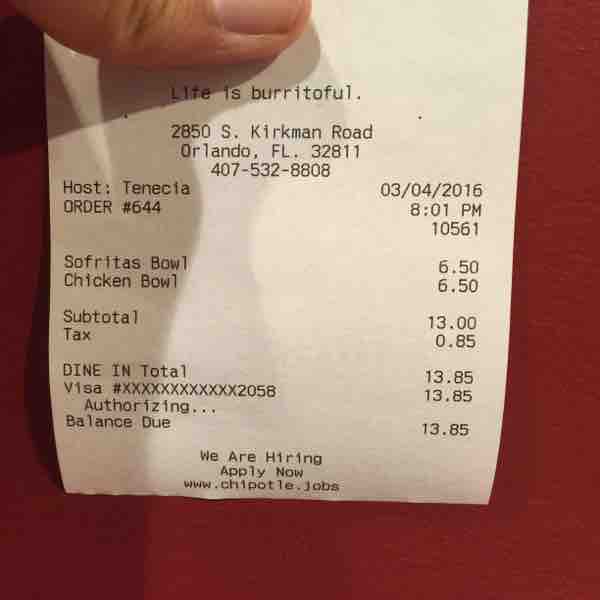 Life is burritoful.
2850 S. Kirkman Road
Orlando, FL. 32811
407-532-8808
Host: Tenecia 03/04/2016
ORDER #644 8:01 PM
10561
Sofritas Bowl 6.50
Chicken Bowl 6.50
Subtotal 13.00
Tax 0.85
DINE IN Total 13.85
Visa #XXXXXXXXXXXX2058 13.85
Authorizing...
Balance Due 13.85
We Are Hiring
Apply Now
www.chipotle.jobs